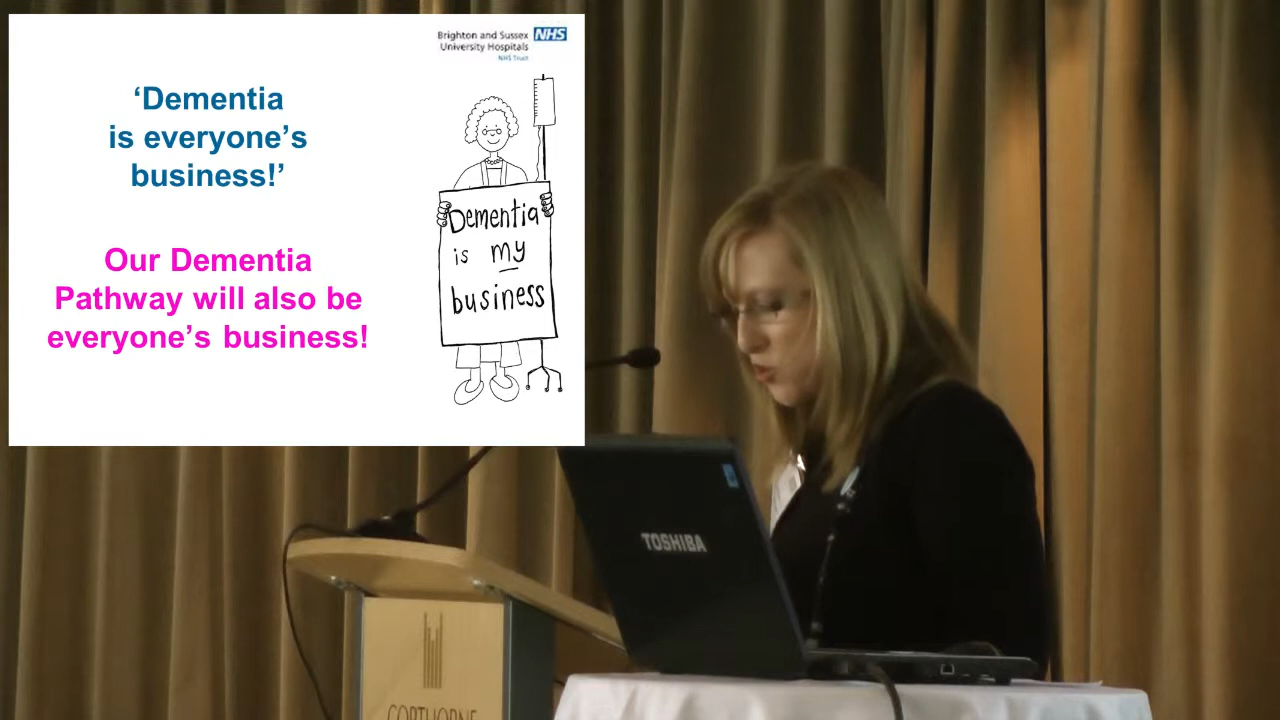 Brighton and Sussex NHS
University Hospitals
NHS Trust
‘Dementia
is everyone’s
business!’
Our Dementia
Pathway will also be
everyone’s business!
Dementia
is my
business
TOSHIBA
COPTHORNE